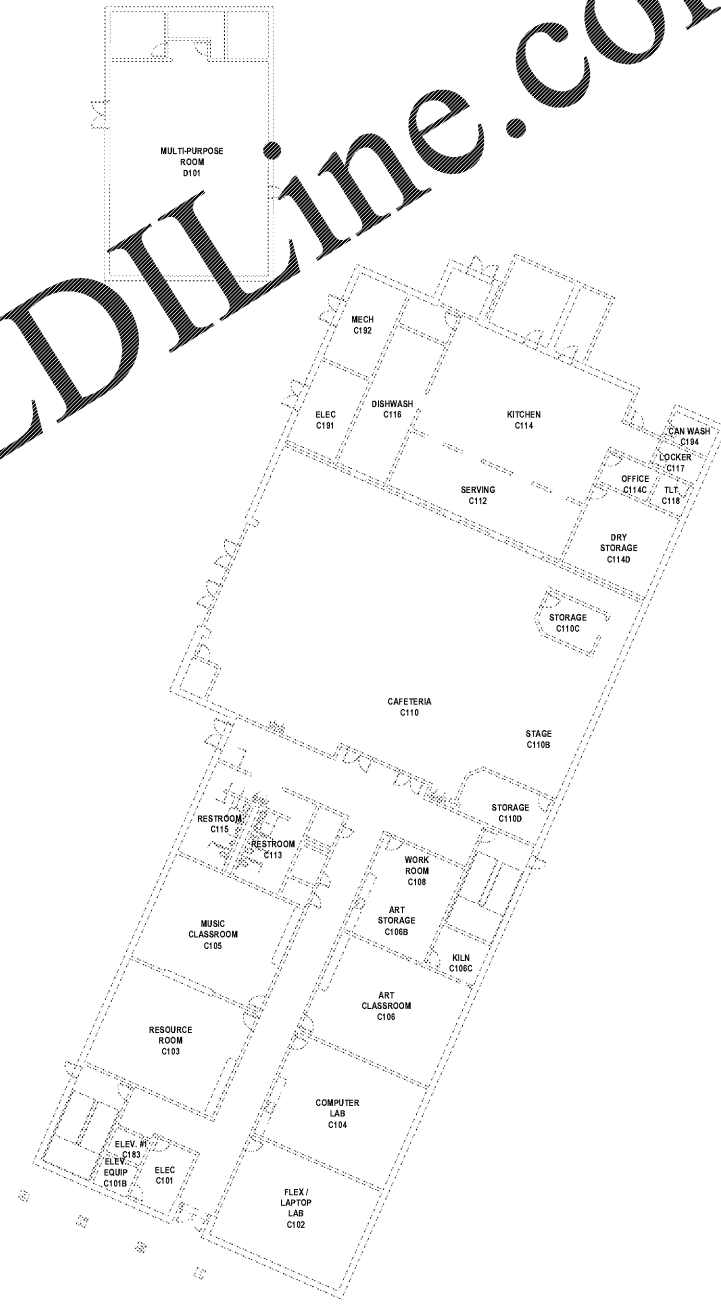 MULTI-PURPOSE
ROOM
D101
LDILine.com
MECH
C192
ELEC
C191
DISHWASH
C116
KITCHEN
C114
CAN WASH
C194
LOCKER
C117
OFFICE
C114C
TLT
C118
SERVING
C112
DRY
STORAGE
C114D
STORAGE
C110C
CAFETERIA
C110
STAGE
C110B
STORAGE
C110D
RESTROOM
C115
RESTROOM
C113
WORK
ROOM
C108
ART
STORAGE
C106B
MUSIC
CLASSROOM
C105
KILN
C106C
ART
CLASSROOM
C106
RESOURCE
ROOM
C103
COMPUTER
LAB
C104
ELEV. #1
C183
ELEV.
EQUIP
C101B
ELEC
C101
FLEX /
LAPTOP
LAB
C102